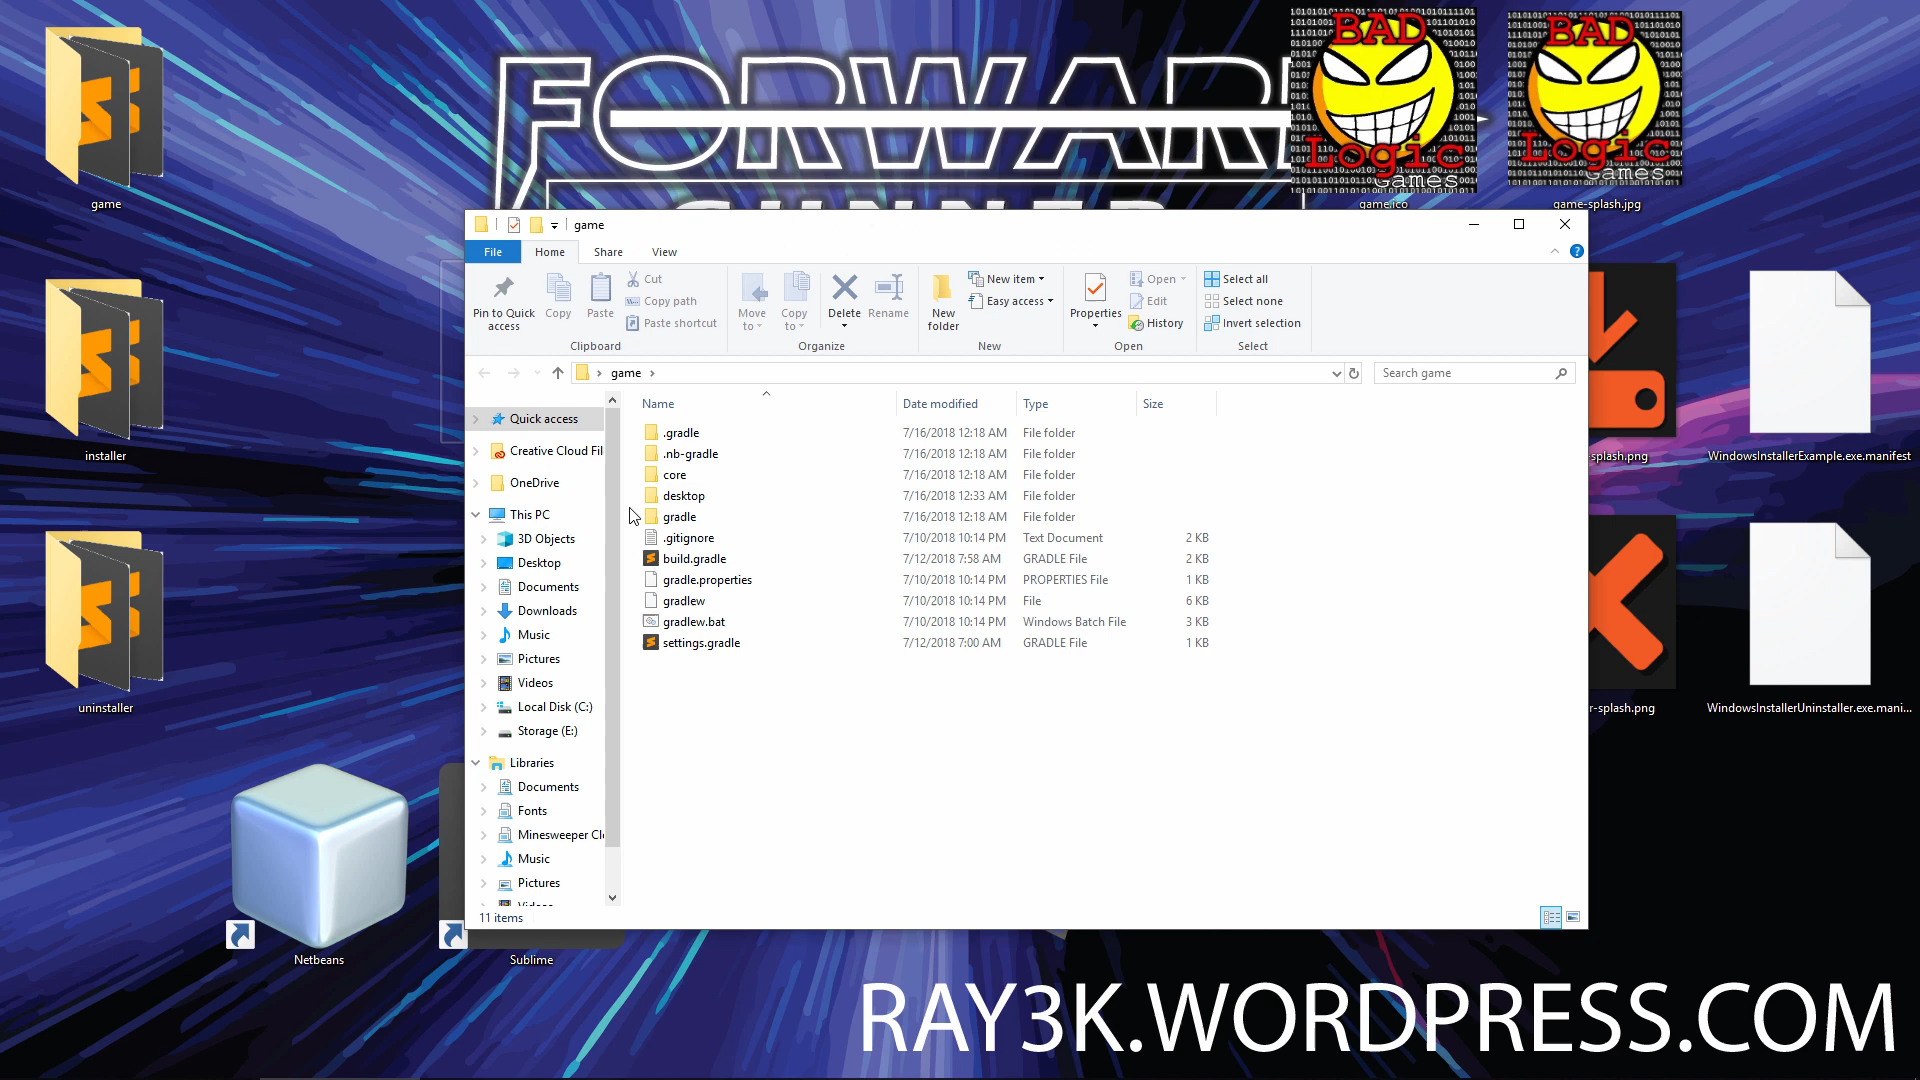 FORWARD
BAD
Logic
Games
BAD
Logic
Games
game
game.ico
game-splash.jpg
installer
-splash.png
WindowsInstallerExample.exe.manifest
uninstaller
r-splash.png
WindowsInstallerUninstaller.exe.mani...
Netbeans
Sublime
game
File
Home
Share
View
Pin to Quick
access
Copy
Paste
Cut
Copy path
Paste shortcut
Clipboard
Move
to
Copy
to
Delete
Rename
Organize
New
folder
New item
Easy access
New
Properties
Open
Edit
History
Open
Select all
Select none
Invert selection
Select
game
Search game
Quick access
Creative Cloud Fil
OneDrive
This PC
3D Objects
Desktop
Documents
Downloads
Music
Pictures
Videos
Local Disk (C:)
Storage (E:)
Libraries
Documents
Fonts
Minesweeper Cl
Music
Pictures
Videos
Name Date modified Type Size
.gradle 7/16/2018 12:18 AM File folder
.nb-gradle 7/16/2018 12:18 AM File folder
core 7/16/2018 12:18 AM File folder
desktop 7/16/2018 12:33 AM File folder
gradle 7/16/2018 12:18 AM File folder
.gitignore 7/10/2018 10:14 PM Text Document 2 KB
build.gradle 7/12/2018 7:58 AM GRADLE File 2 KB
gradle.properties 7/10/2018 10:14 PM PROPERTIES File 1 KB
gradlew 7/10/2018 10:14 PM File 6 KB
gradlew.bat 7/10/2018 10:14 PM Windows Batch File 3 KB
settings.gradle 7/12/2018 7:00 AM GRADLE File 1 KB
11 items
RAY3K.WORDPRESS.COM